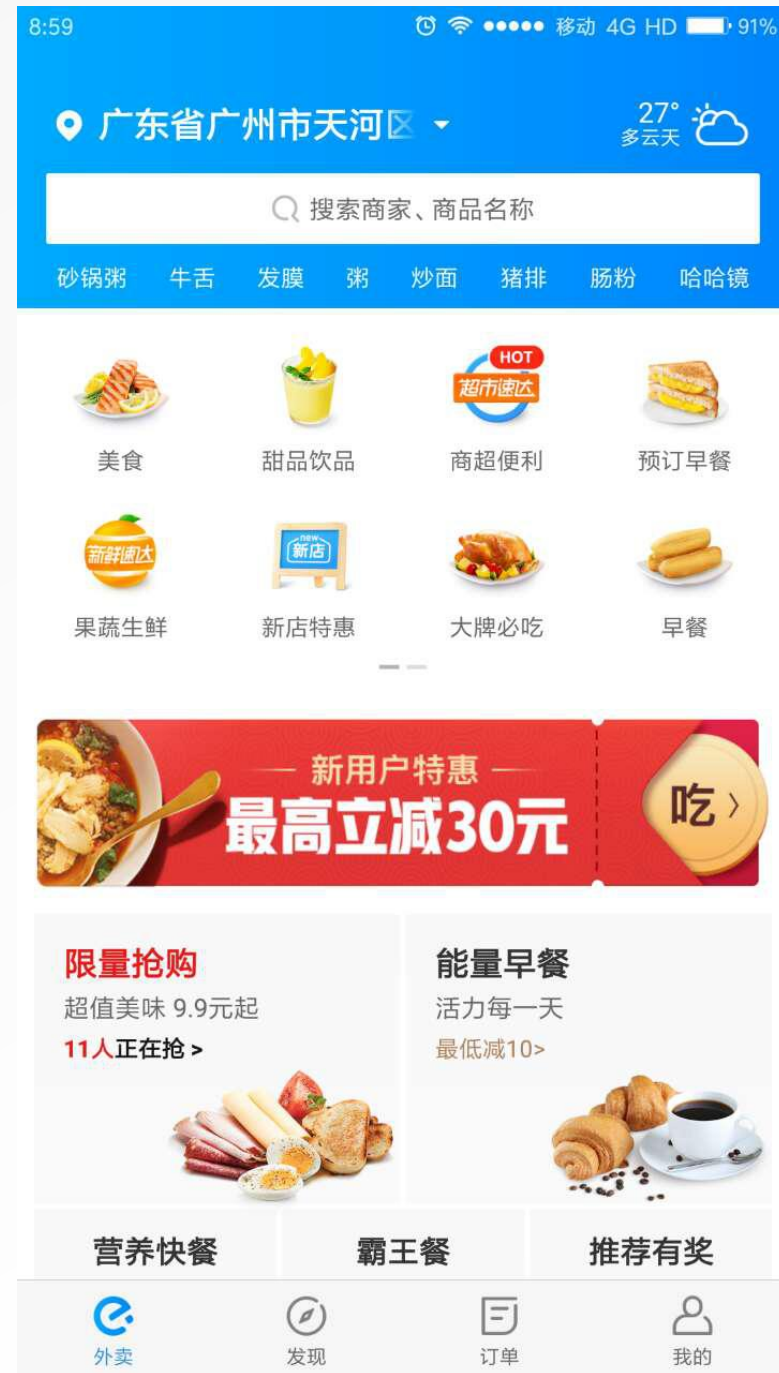 8:59 移动 4G HD 91%
广东省广州市天河区
27°
多云天
搜索商家、商品名称
砂锅粥 牛舌 发膜 粥 炒面 猪排 肠粉 哈哈镜
HOT
超市速达
美食 甜品饮品 商超便利 预订早餐
新鲜速达
new
新店
果蔬生鲜 新店特惠 大牌必吃 早餐
新用户特惠
最高立减30元
吃
限量抢购
超值美味 9.9元起
11人正在抢 >
能量早餐
活力每一天
最低减10>
营养快餐 霸王餐 推荐有奖
外卖 发现 订单 我的